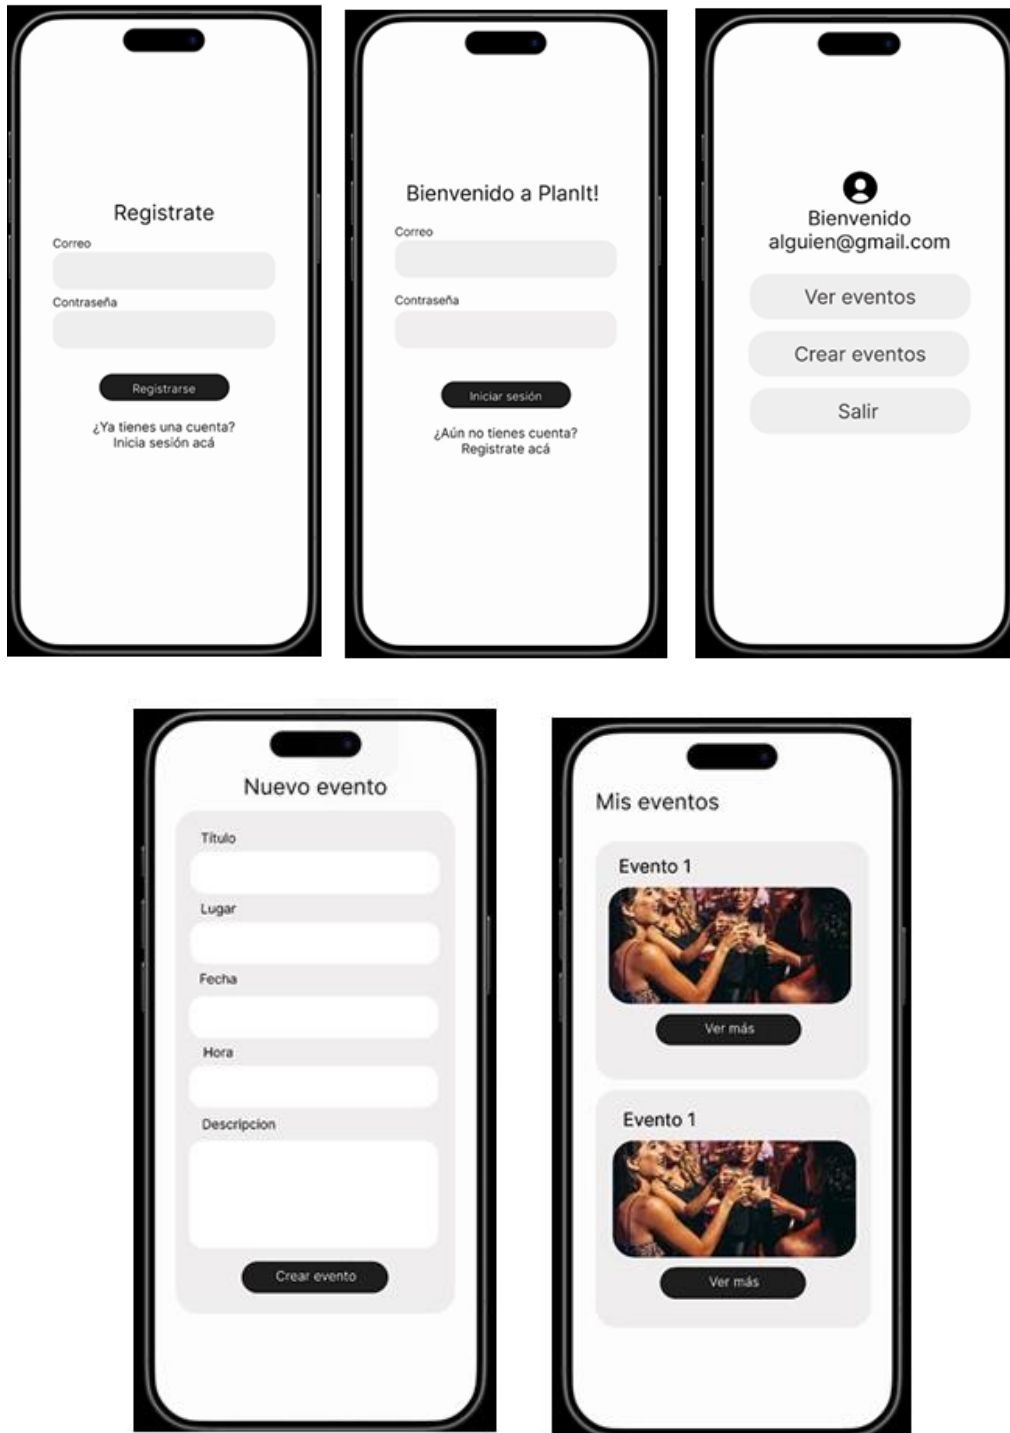 Registrate
Correo
Contraseña
Registrarse
¿Ya tienes una cuenta?
Inicia sesión acá
Bienvenido a PlanIt!
Correo
Contraseña
Iniciar sesión
¿Aún no tienes cuenta?
Registrate acá
Bienvenido
alguien@gmail.com
Ver eventos
Crear eventos
Salir
Nuevo evento
Título
Lugar
Fecha
Hora
Descripcion
Crear evento
Mis eventos
Evento 1
Ver más
Evento 1
Ver más